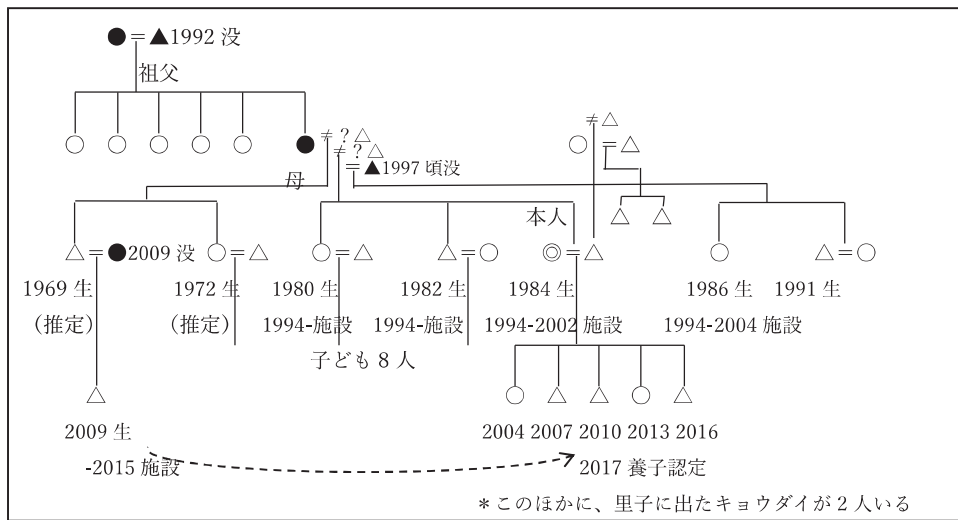 ●＝▲1992 没
祖父
≠？△
≠？△
＝▲1997 頃没
≠△
＝△
母
本人
△＝●2009 没
○＝△
○＝△
△＝○
◎＝△
△＝○
1969 生
1972 生
1980 生
1982 生
1984 生
1986 生
1991 生
（推定）
（推定）
1994-施設
1994-施設
1994-2002 施設
1994-2004 施設
子ども 8 人
2009 生
2004 2007 2010 2013 2016
-2015 施設
2017 養子認定
＊このほかに、里子に出たキョウダイが 2 人いる